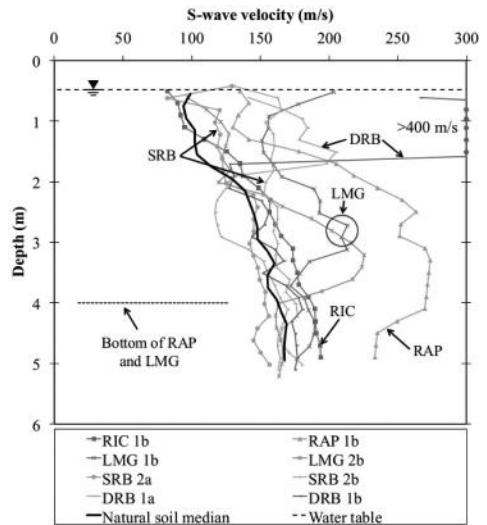 S-wave velocity (m/s)
0 50 100 150 200 250 300
0
1
2
3
4
5
6
Depth (m)
>400 m/s
DRB
SRB
LMG
RIC
RAP
Bottom of RAP
and LMG
RIC 1b RAP 1b
LMG 1b LMG 2b
SRB 2a SRB 2b
DRB 1a DRB 1b
Natural soil median Water table